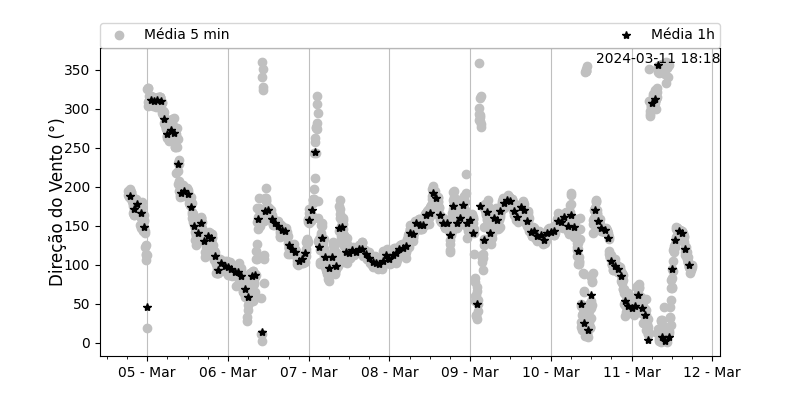 Média 5 min
Média 1h
2024-03-11 18:18
Direção do Vento (°)
350
300
250
200
150
100
50
0
05 - Mar
06 - Mar
07 - Mar
08 - Mar
09 - Mar
10 - Mar
11 - Mar
12 - Mar